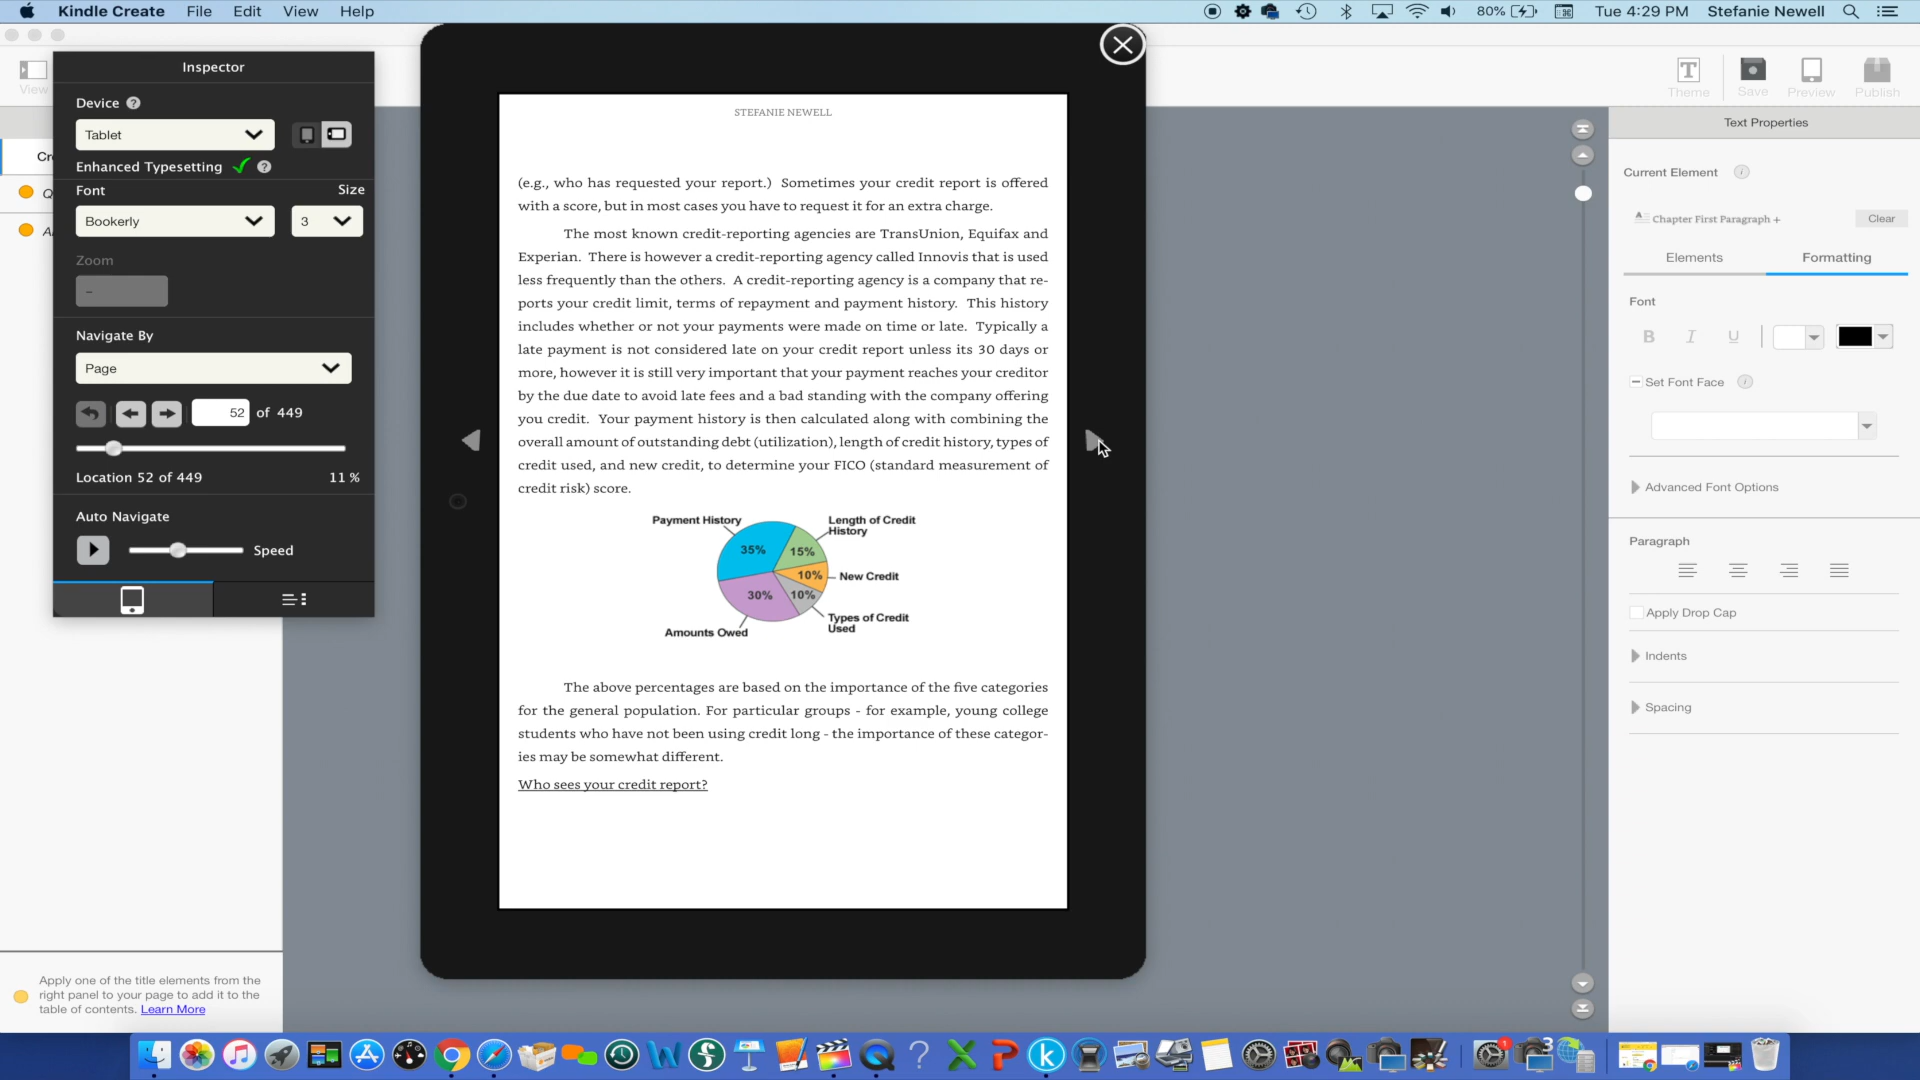 Kindle Create File Edit View Help
80% Tue 4:29 PM Stefanie Newell
View
Theme Save Preview Publish
Inspector
Device ?
Tablet
Enhanced Typesetting ?
Font Size
Bookerly 3
Zoom
–
Navigate By
Page
52 of 449
Location 52 of 449 11 %
Auto Navigate
Speed
STEFANIE NEWELL
(e.g., who has requested your report.) Sometimes your credit report is offered
with a score, but in most cases you have to request it for an extra charge.
The most known credit-reporting agencies are TransUnion, Equifax and
Experian. There is however a credit-reporting agency called Innovis that is used
less frequently than the others. A credit-reporting agency is a company that re-
ports your credit limit, terms of repayment and payment history. This history
includes whether or not your payments were made on time or late. Typically a
late payment is not considered late on your credit report unless its 30 days or
more, however it is still very important that your payment reaches your creditor
by the due date to avoid late fees and a bad standing with the company offering
you credit. Your payment history is then calculated along with combining the
overall amount of outstanding debt (utilization), length of credit history, types of
credit used, and new credit, to determine your FICO (standard measurement of
credit risk) score.
Payment History
Length of Credit
History
35%
15%
10%
New Credit
30%
10%
Types of Credit
Used
Amounts Owed
The above percentages are based on the importance of the five categories
for the general population. For particular groups - for example, young college
students who have not been using credit long - the importance of these categor-
ies may be somewhat different.
Who sees your credit report?
Text Properties
Current Element
Chapter First Paragraph +
Clear
Elements Formatting
Font
B I U
Set Font Face
Advanced Font Options
Paragraph
Apply Drop Cap
Indents
Spacing
Apply one of the title elements from the
right panel to your page to add it to the
table of contents. Learn More